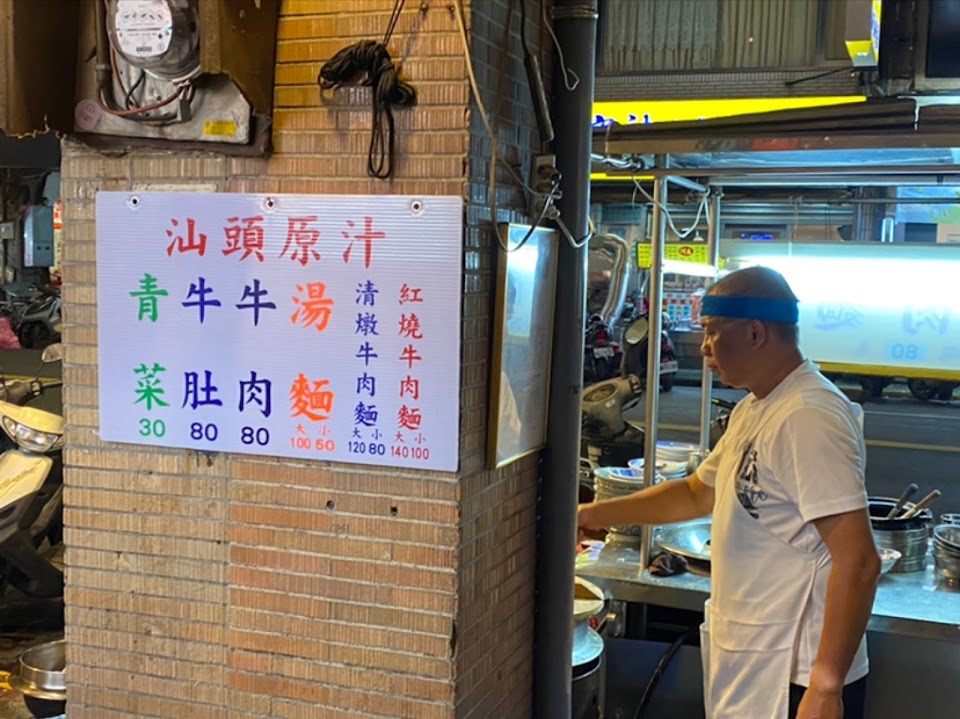 汕頭原汁
紅燒牛肉麵
大 小
140 100
清燉牛肉麵
大 小
120 80
湯麵
大 小
100 50
牛肉
80
牛肚
80
青菜
30